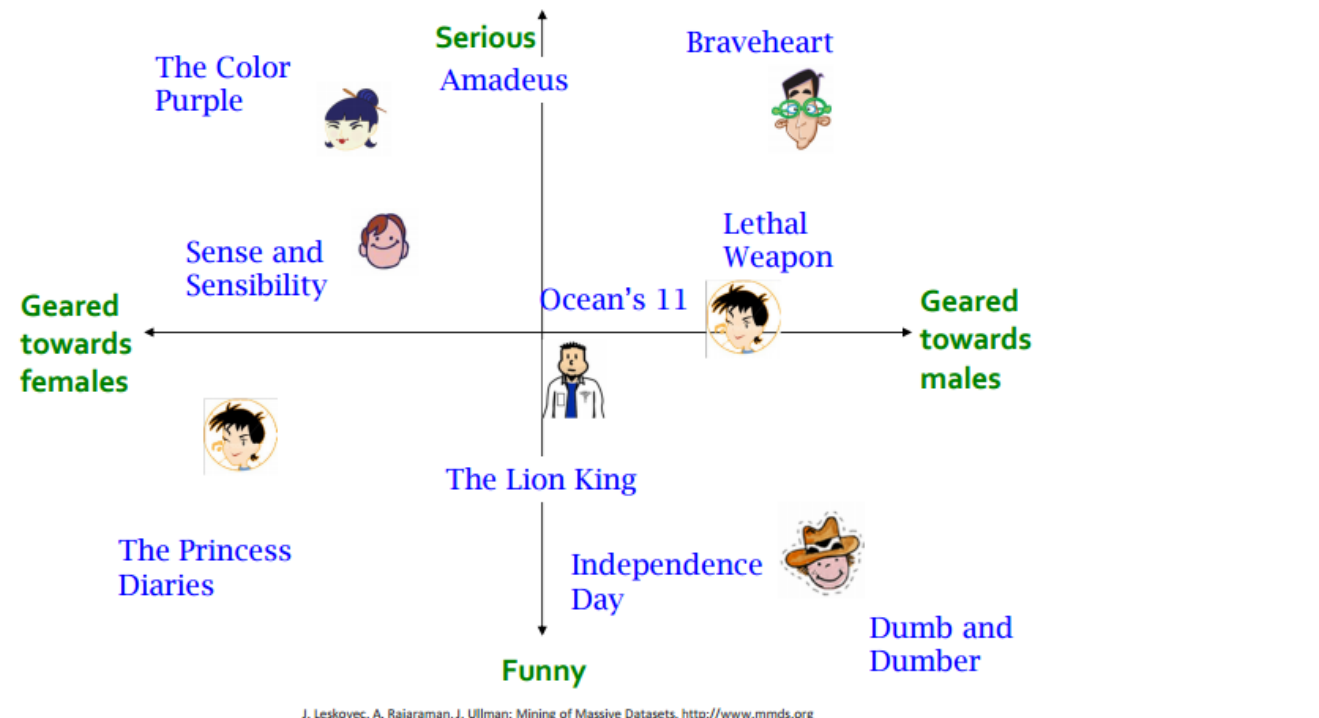 Serious
Braveheart
The Color
Purple
Amadeus
Lethal
Weapon
Sense and
Sensibility
Ocean's 11
Geared
towards
females
Geared
towards
males
The Lion King
The Princess
Diaries
Independence
Day
Dumb and
Dumber
Funny
J. Leskovec, A. Rajaraman, J. Ullman: Mining of Massive Datasets, http://www.mmds.org